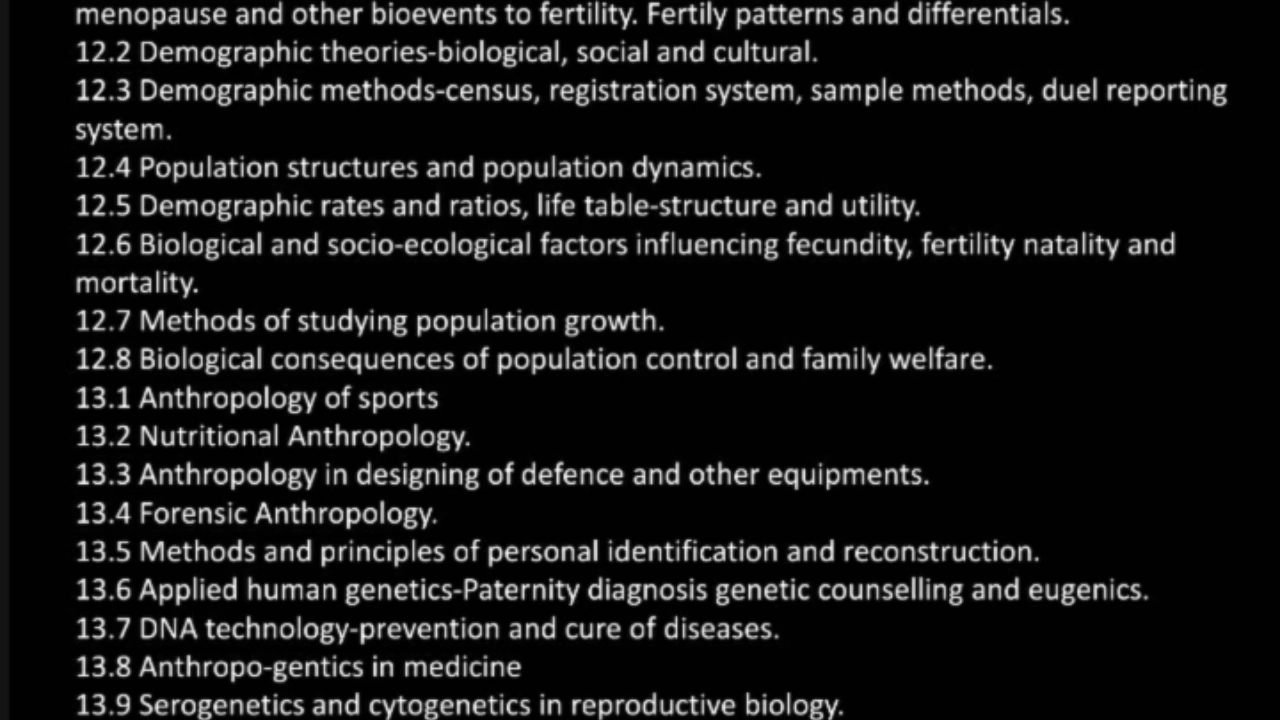 menopause and other bioevents to fertility. Fertily patterns and differentials.
12.2 Demographic theories-biological, social and cultural.
12.3 Demographic methods-census, registration system, sample methods, duel reporting
system.
12.4 Population structures and population dynamics.
12.5 Demographic rates and ratios, life table-structure and utility.
12.6 Biological and socio-ecological factors influencing fecundity, fertility natality and
mortality.
12.7 Methods of studying population growth.
12.8 Biological consequences of population control and family welfare.
13.1 Anthropology of sports
13.2 Nutritional Anthropology.
13.3 Anthropology in designing of defence and other equipments.
13.4 Forensic Anthropology.
13.5 Methods and principles of personal identification and reconstruction.
13.6 Applied human genetics-Paternity diagnosis genetic counselling and eugenics.
13.7 DNA technology-prevention and cure of diseases.
13.8 Anthropo-gentics in medicine
13.9 Serogenetics and cytogenetics in reproductive biology.